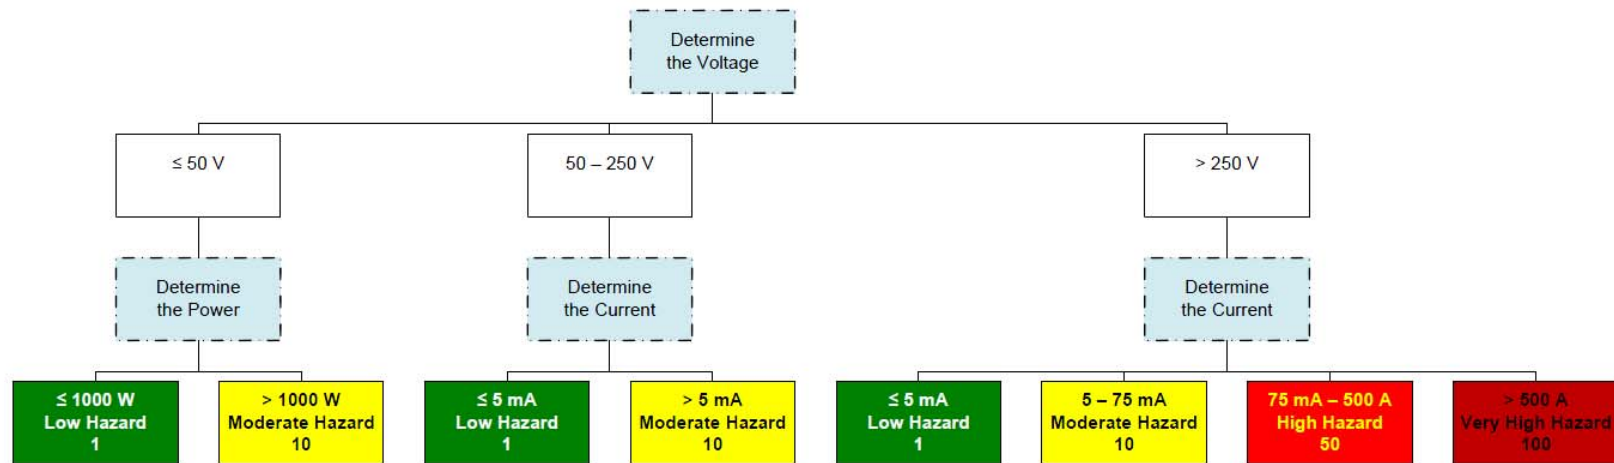 Determine
the Voltage
≤ 50 V
50 – 250 V
> 250 V
Determine
the Power
Determine
the Current
Determine
the Current
≤ 1000 W
Low Hazard
1
> 1000 W
Moderate Hazard
10
≤ 5 mA
Low Hazard
1
> 5 mA
Moderate Hazard
10
≤ 5 mA
Low Hazard
1
5 – 75 mA
Moderate Hazard
10
75 mA – 500 A
High Hazard
50
> 500 A
Very High Hazard
100